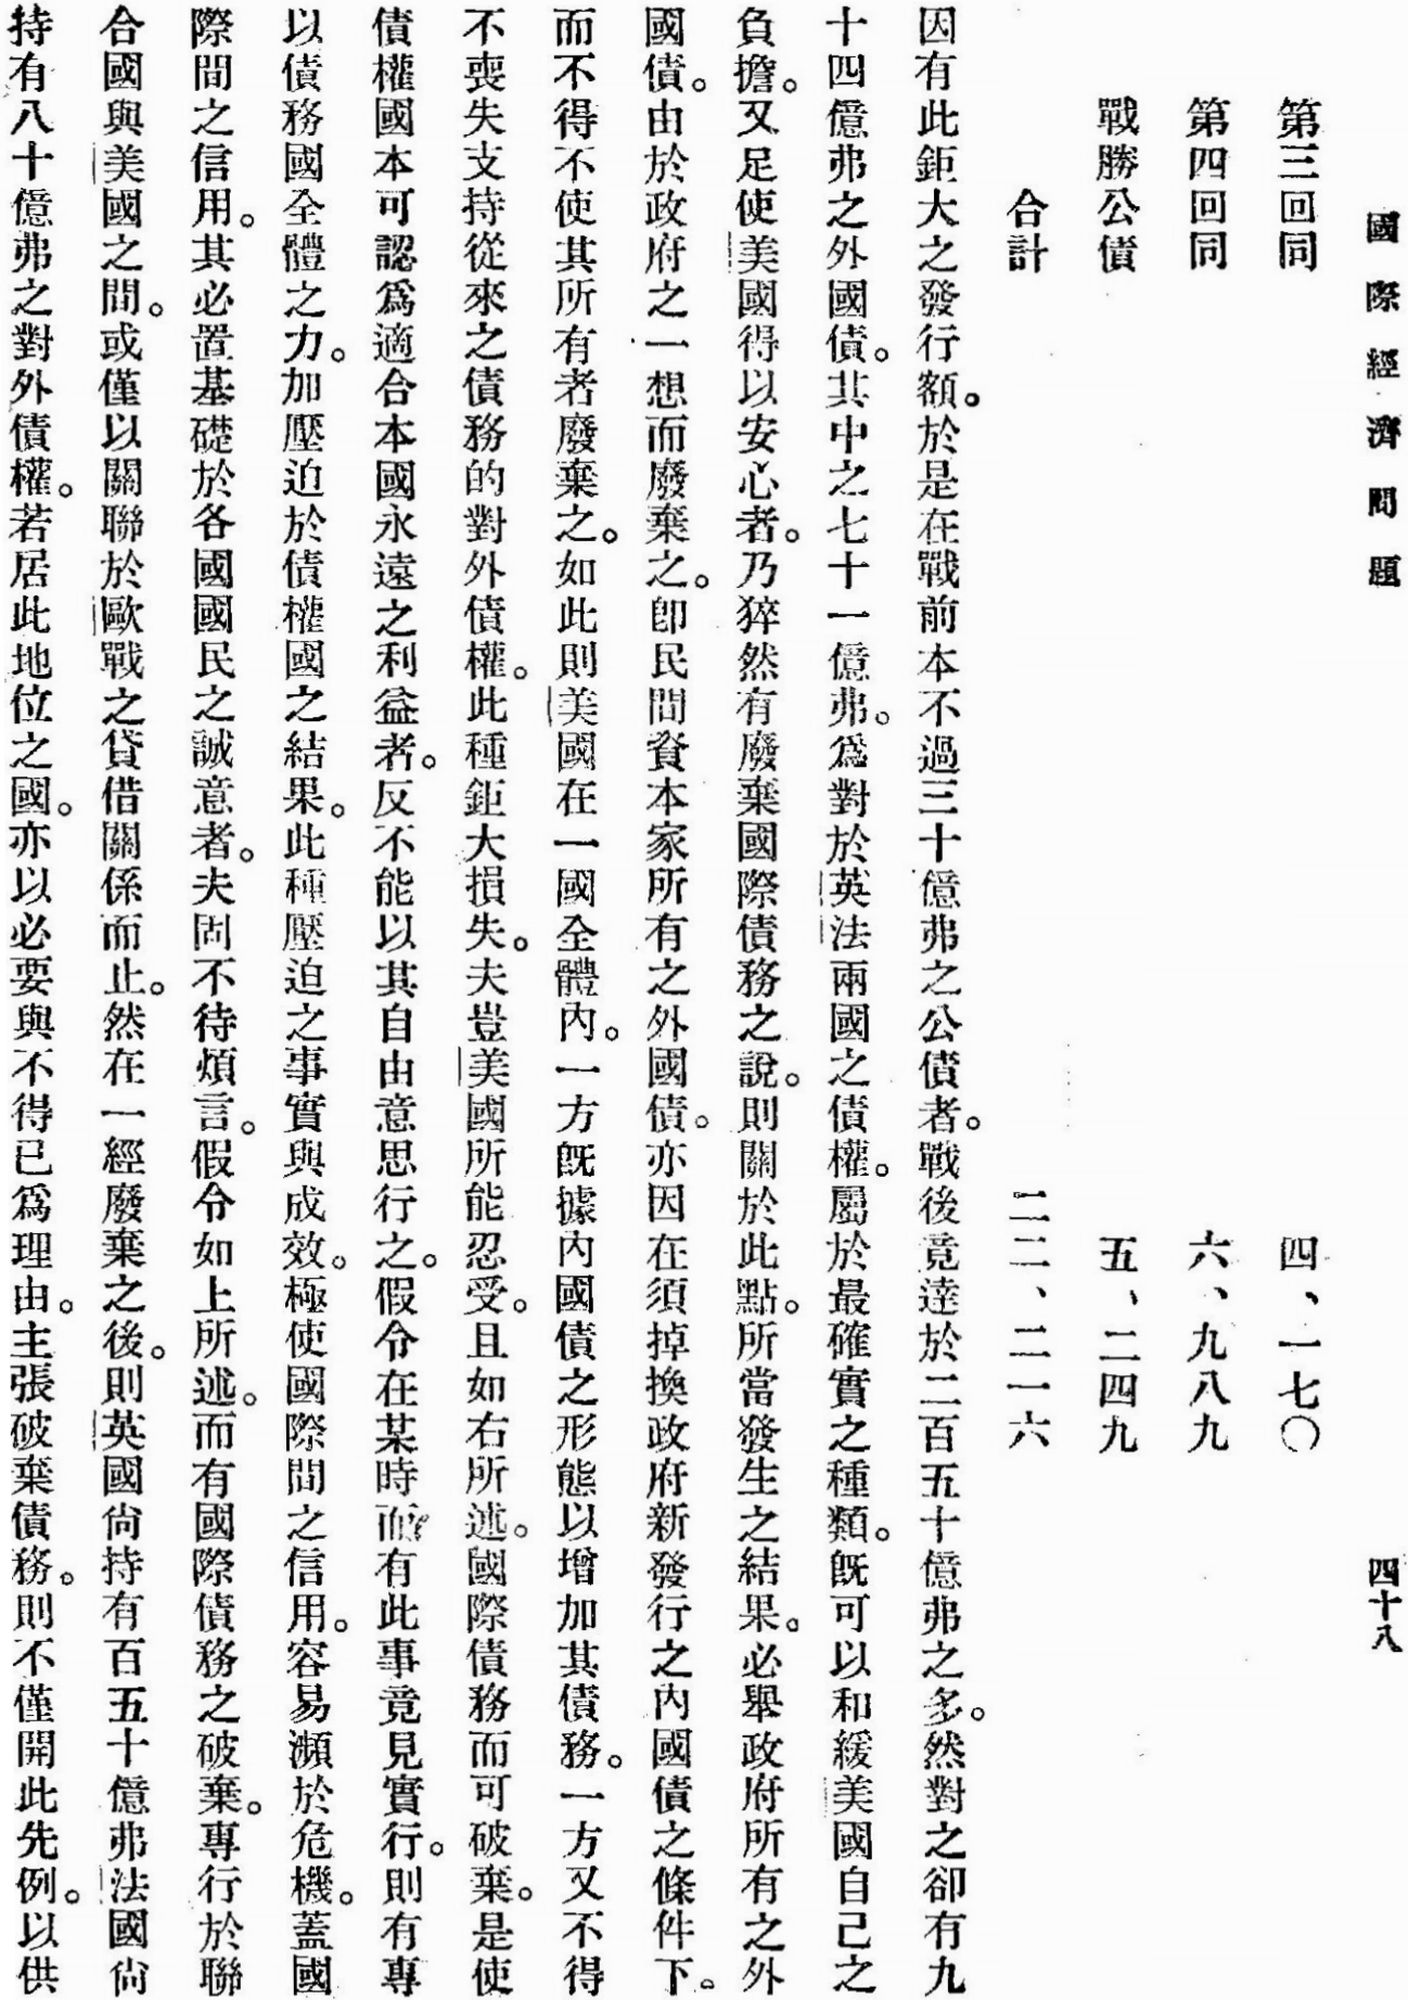 國際經濟問題
四十八
第三回同　四、一七〇
第四回同　六、九八九
戰勝公債　五、二四九
合計　二二、二一六
因有此鉅大之發行額。於是在戰前本不過三十億弗之公債者。戰後竟達於二百五十億弗之多。然對之卻有九
十四億弗之外國債。其中之七十一億弗。爲對於英法兩國之債權。屬於最確實之種類。既可以和緩美國自己之
負擔。又足使美國得以安心者。乃猝然有廢棄國際債務之說。則關於此點。所當發生之結果。必舉政府所有之外
國債。由於政府之一想而廢棄之。卽民間資本家所有之外國債。亦因在須掉換政府新發行之內國債之條件下。
而不得不使其所有者廢棄之。如此則美國在一國全體內。一方既據內國債之形態以增加其債務。一方又不得
不喪失支持從來之債務的對外債權。此種鉅大損失。夫豈美國所能忍受。且如右所述。國際債務而可破棄。是使
債權國本可認爲適合本國永遠之利益者。反不能以其自由意思行之。假令在某時而有此事竟見實行。則有專
以債務國全體之力。加壓迫於債權國之結果。此種壓迫之事實與成效。極使國際間之信用。容易瀕於危機。蓋國
際間之信用。其必置基礎於各國國民之誠意者。夫固不待煩言。假令如上所述。而有國際債務之破棄。專行於聯
合國與美國之間。或僅以關聯於歐戰之貸借關係而止。然在一經廢棄之後。則英國尙持有百五十億弗法國尙
持有八十億弗之對外債權。若居此地位之國。亦以必要與不得已爲理由。主張破棄債務。則不僅開此先例。以供